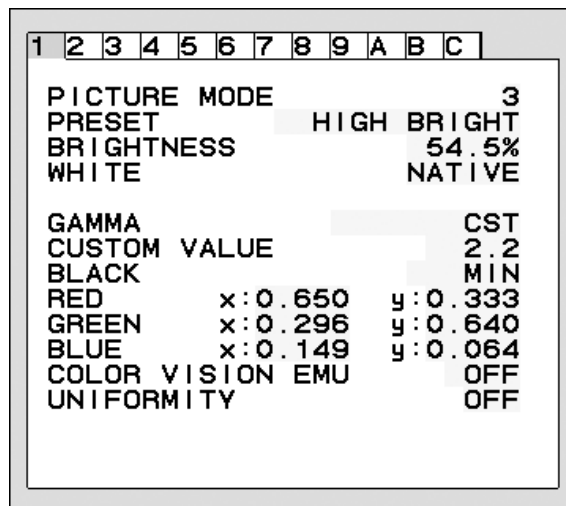 1 2 3 4 5 6 7 8 9 A B C
PICTURE MODE 3
PRESET HIGH BRIGHT
BRIGHTNESS 54.5%
WHITE NATIVE
GAMMA CST
CUSTOM VALUE 2.2
BLACK MIN
RED x:0.650 y:0.333
GREEN x:0.296 y:0.640
BLUE x:0.149 y:0.064
COLOR VISION EMU OFF
UNIFORMITY OFF